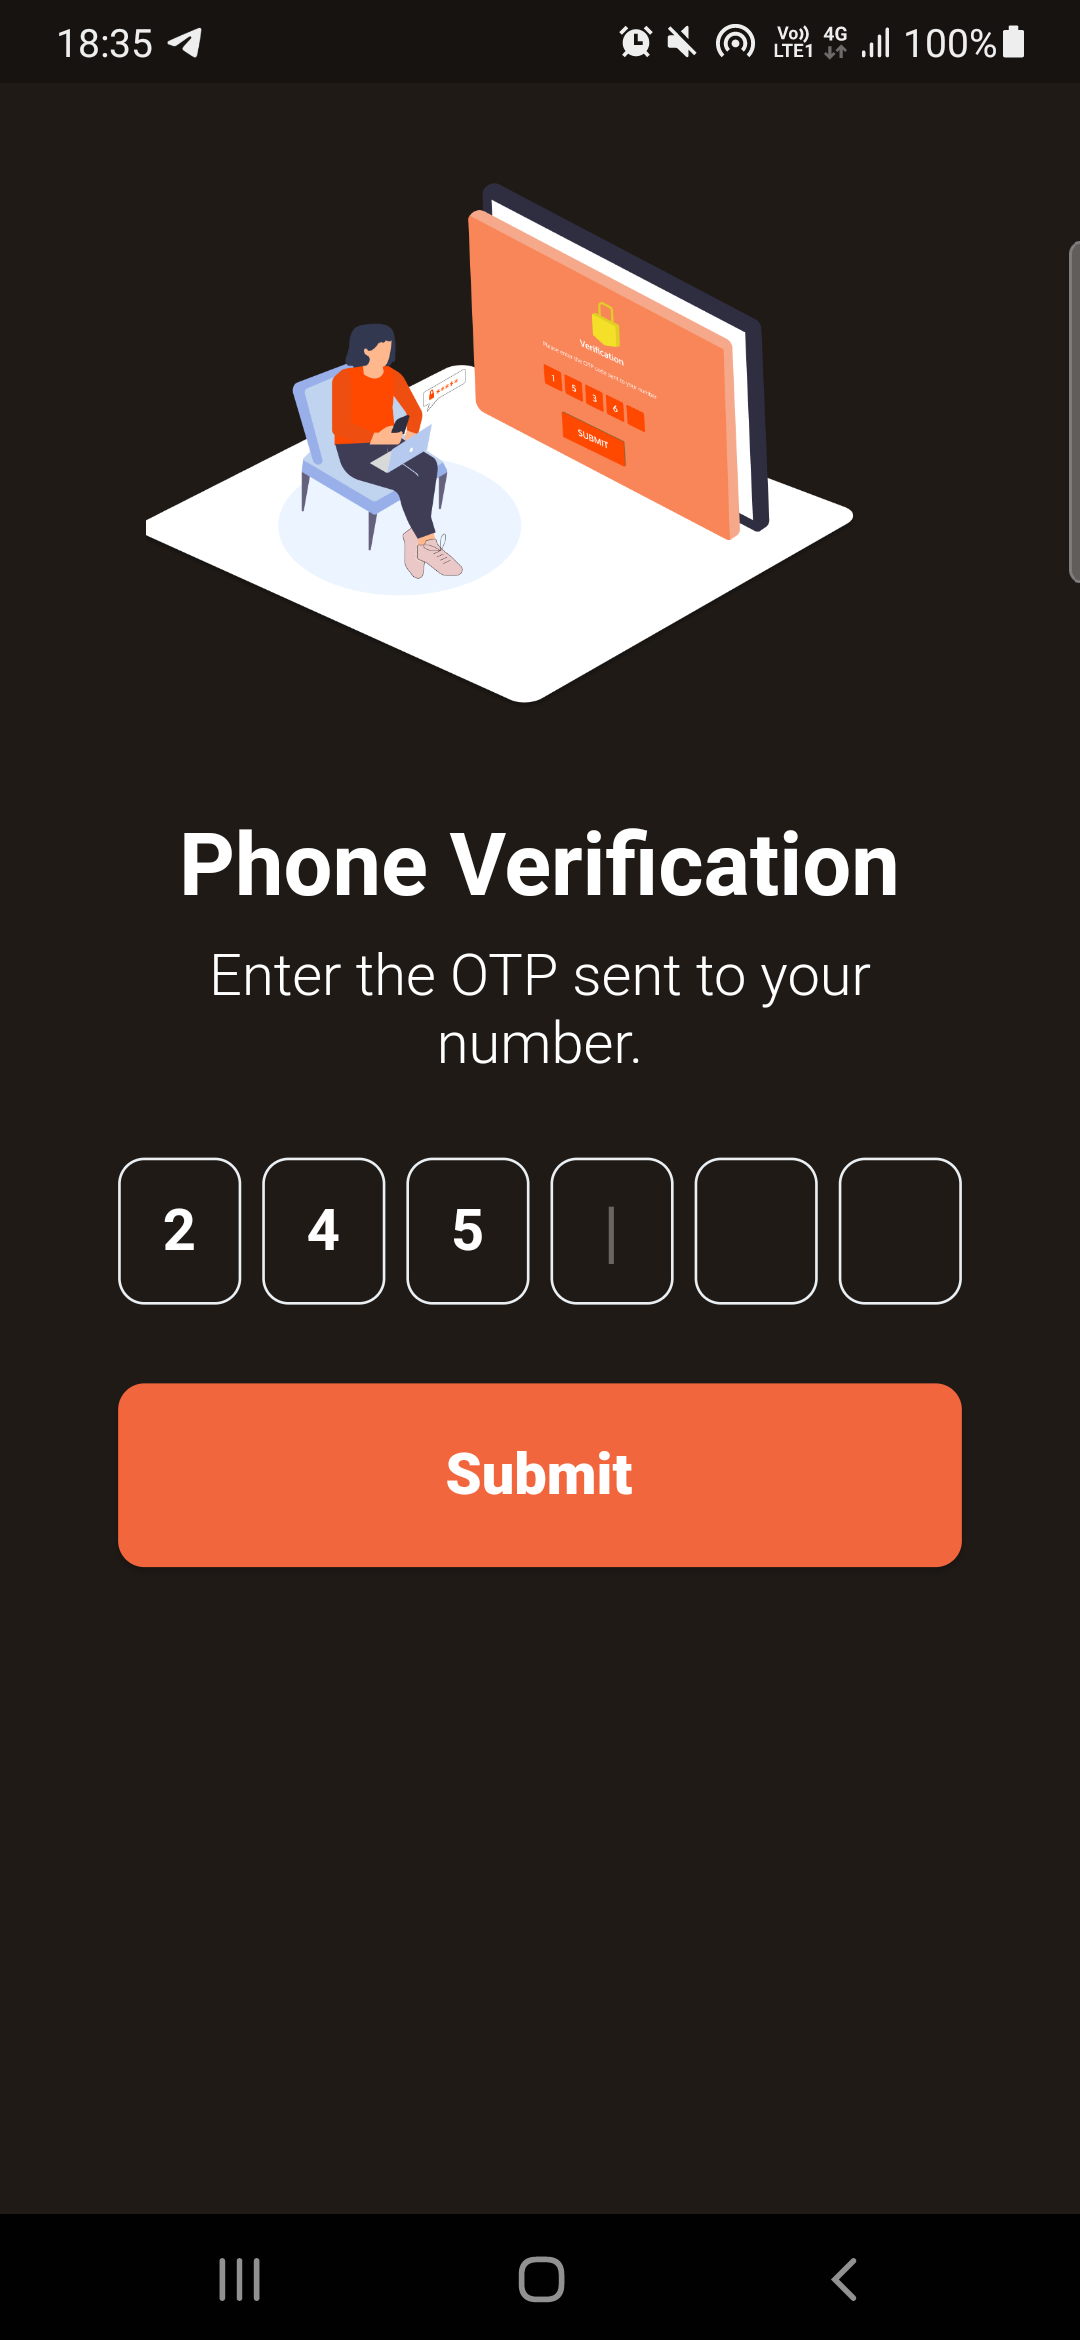 18:35
Vo)) 4G 100%
LTE1
Verification
Please enter the OTP code sent to your number
1 5 3 6
SUBMIT
Phone Verification
Enter the OTP sent to your
number.
2 4 5
Submit